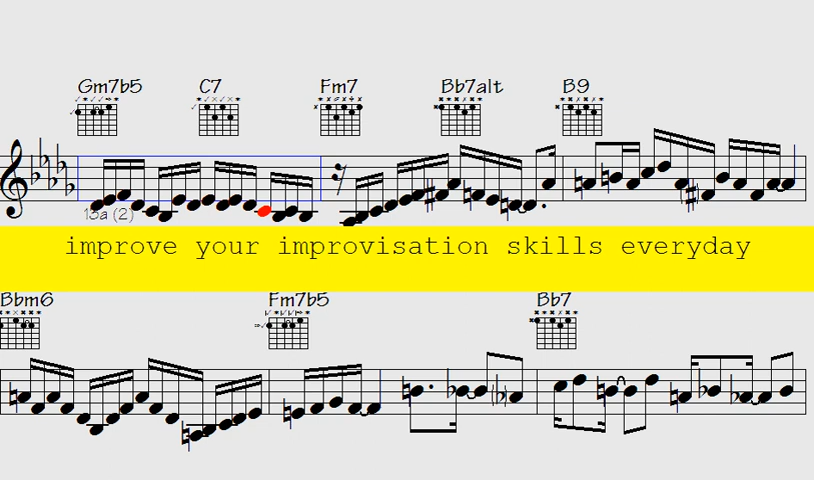 Gm7b5 C7 Fm7 Bb7alt B9
13a (2)
improve your improvisation skills everyday
Bbm6 Fm7b5 Bb7